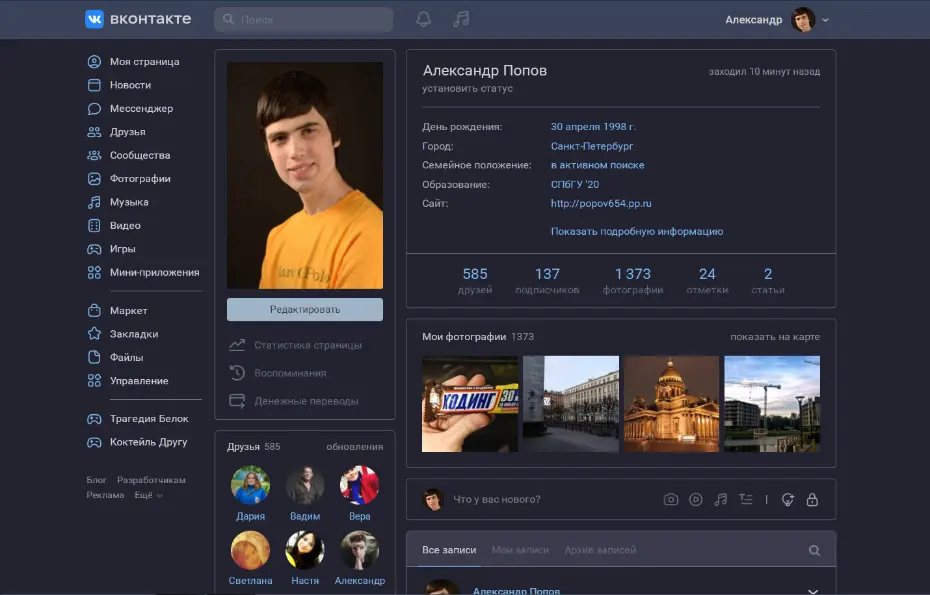 вконтакте
Поиск
Александр
Моя страница
Новости
Мессенджер
Друзья
Сообщества
Фотографии
Музыка
Видео
Игры
Мини-приложения
Маркет
Закладки
Файлы
Управление
Трагедия Белок
Коктейль Другу
Блог Разработчикам
Реклама Ещё
Редактировать
Статистика страницы
Воспоминания
Денежные переводы
Друзья 585 обновления
Дария Вадим Вера
Светлана Настя Александр
Александр Попов заходил 10 минут назад
установить статус
День рождения: 30 апреля 1998 г.
Город: Санкт-Петербург
Семейное положение: в активном поиске
Образование: СПбГУ '20
Сайт: http://popov654.pp.ru
Показать подробную информацию
585 137 1 373 24 2
друзей подписчиков фотографии отметки статьи
Мои фотографии 1373 показать на карте
КОДИНГ
Что у вас нового?
Все записи Мои записи Архив записей
Александр Попов